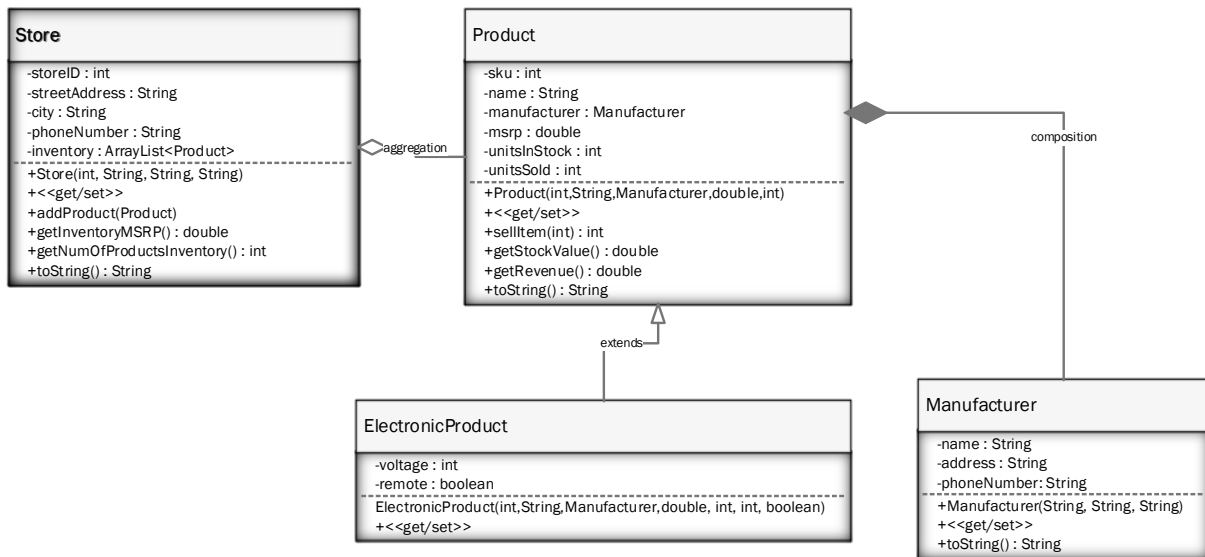 Store
-storeID : int
-streetAddress : String
-city : String
-phoneNumber : String
-inventory : ArrayList<Product>
+Store(int, String, String, String)
+<<get/set>>
+addProduct(Product)
+getInventoryMSRP() : double
+getNumOfProductsInventory() : int
+toString() : String
aggregation
Product
-sku : int
-name : String
-manufacturer : Manufacturer
-msrp : double
-unitsInStock : int
-unitsSold : int
+Product(int,String,Manufacturer,double,int)
+<<get/set>>
+sellItem(int) : int
+getStockValue() : double
+getRevenue() : double
+toString() : String
composition
extends
ElectronicProduct
-voltage : int
-remote : boolean
ElectronicProduct(int,String,Manufacturer,double, int, int, boolean)
+<<get/set>>
Manufacturer
-name : String
-address : String
-phoneNumber: String
+Manufacturer(String, String, String)
+<<get/set>>
+toString() : String